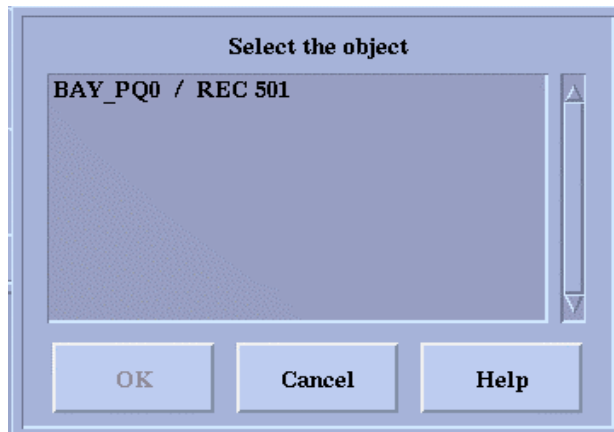 Select the object
BAY_PQ0 / REC 501
OK
Cancel
Help